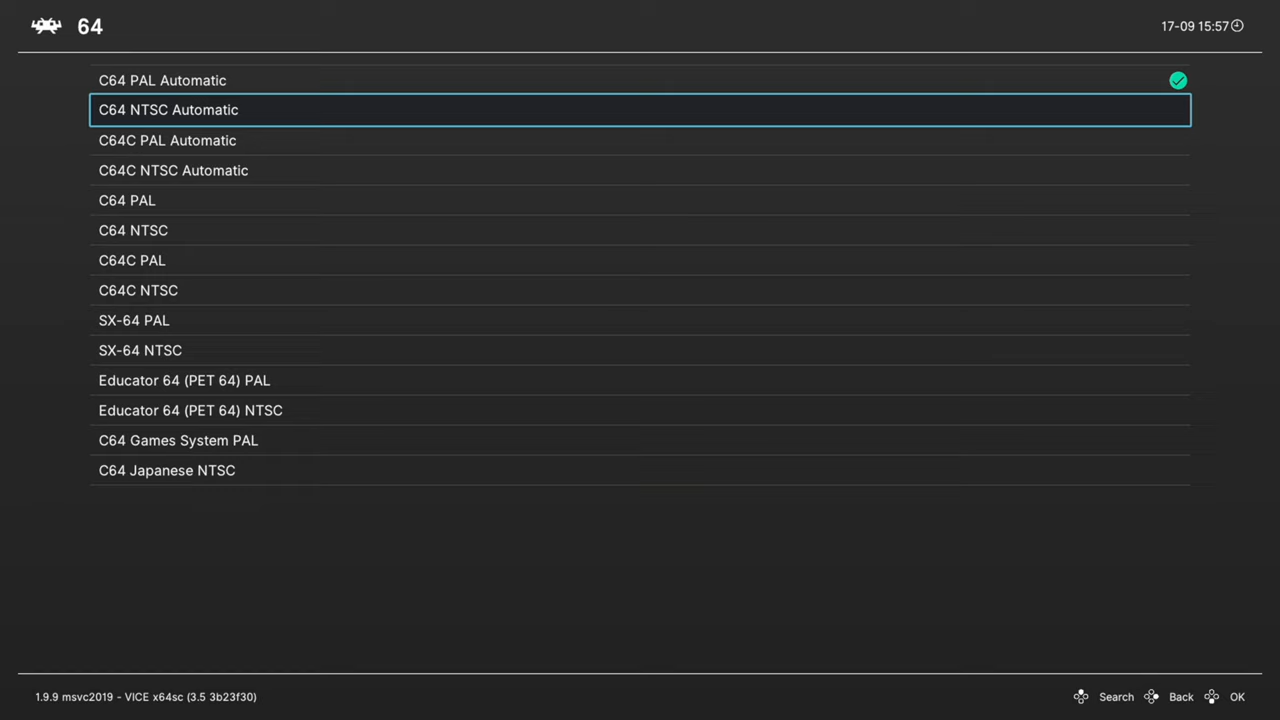 64
17-09 15:57
C64 PAL Automatic
C64 NTSC Automatic
C64C PAL Automatic
C64C NTSC Automatic
C64 PAL
C64 NTSC
C64C PAL
C64C NTSC
SX-64 PAL
SX-64 NTSC
Educator 64 (PET 64) PAL
Educator 64 (PET 64) NTSC
C64 Games System PAL
C64 Japanese NTSC
1.9.9 msvc2019 - VICE x64sc (3.5 3b23f30)
Search Back OK